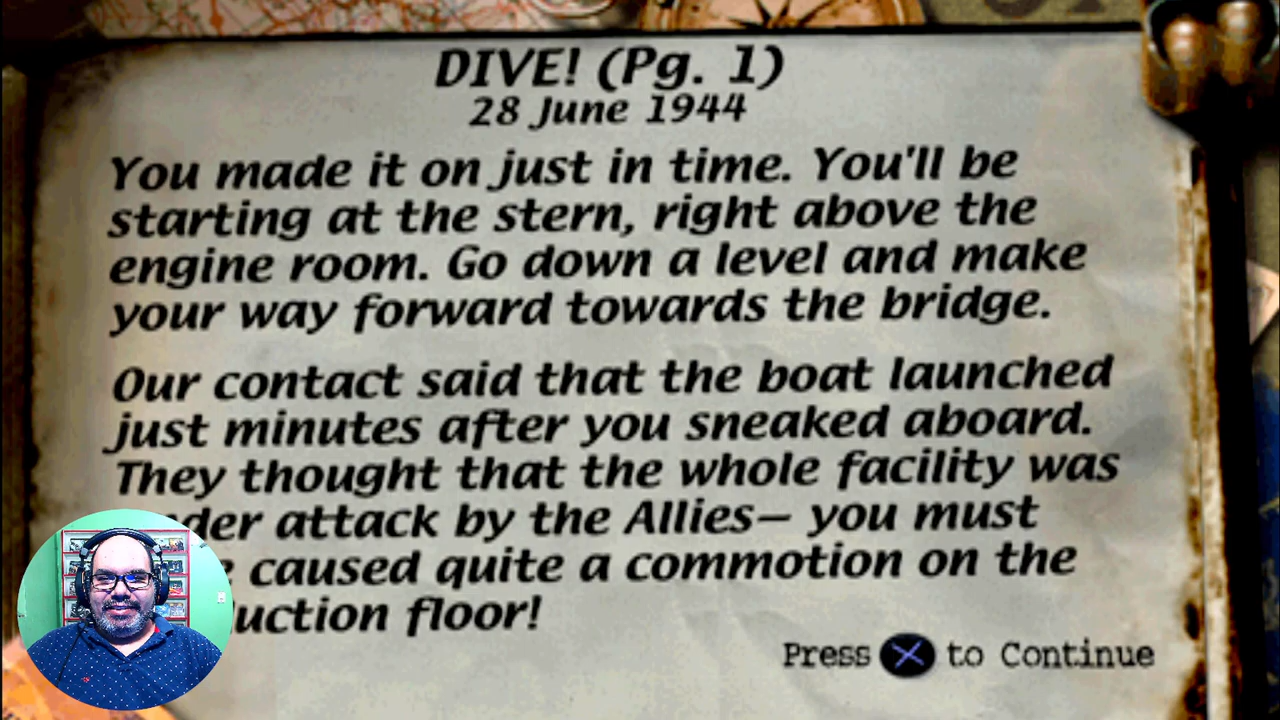 DIVE! (Pg. 1)
28 June 1944
You made it on just in time. You'll be
starting at the stern, right above the
engine room. Go down a level and make
your way forward towards the bridge.
Our contact said that the boat launched
just minutes after you sneaked aboard.
They thought that the whole facility was
attack by the Allies— you must
caused quite a commotion on the
floor!
Press to Continue